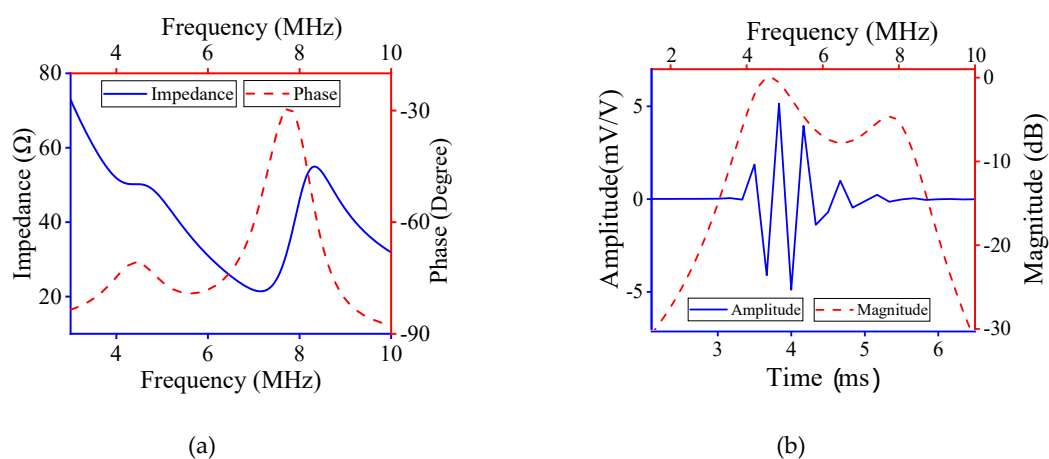 Frequency (MHz)
4 6 8 10
80
60
40
20
Impedance (Ω)
Impedance
Phase
-30
-60
-90
Phase (Degree)
4 6 8 10
Frequency (MHz)
(a)
Frequency (MHz)
2 4 6 8 10
5
0
-5
Amplitude(mV/V)
0
-10
-20
-30
Magnitude (dB)
Amplitude
Magnitude
3 4 5 6
Time (ms)
(b)